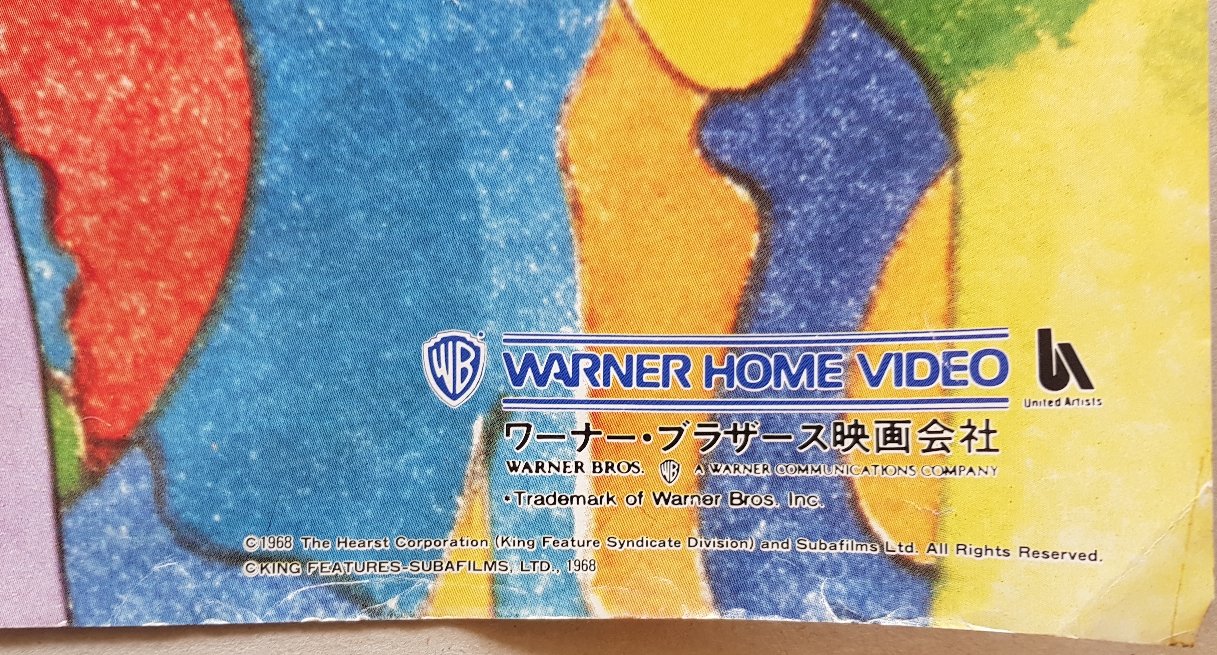 WB WARNER HOME VIDEO
United Artists
ワーナー・ブラザース映画会社
WARNER BROS. WB A WARNER COMMUNICATIONS COMPANY
•Trademark of Warner Bros. Inc.
©1968 The Hearst Corporation (King Feature Syndicate Division) and Subafilms Ltd. All Rights Reserved.
©KING FEATURES-SUBAFILMS, LTD., 1968